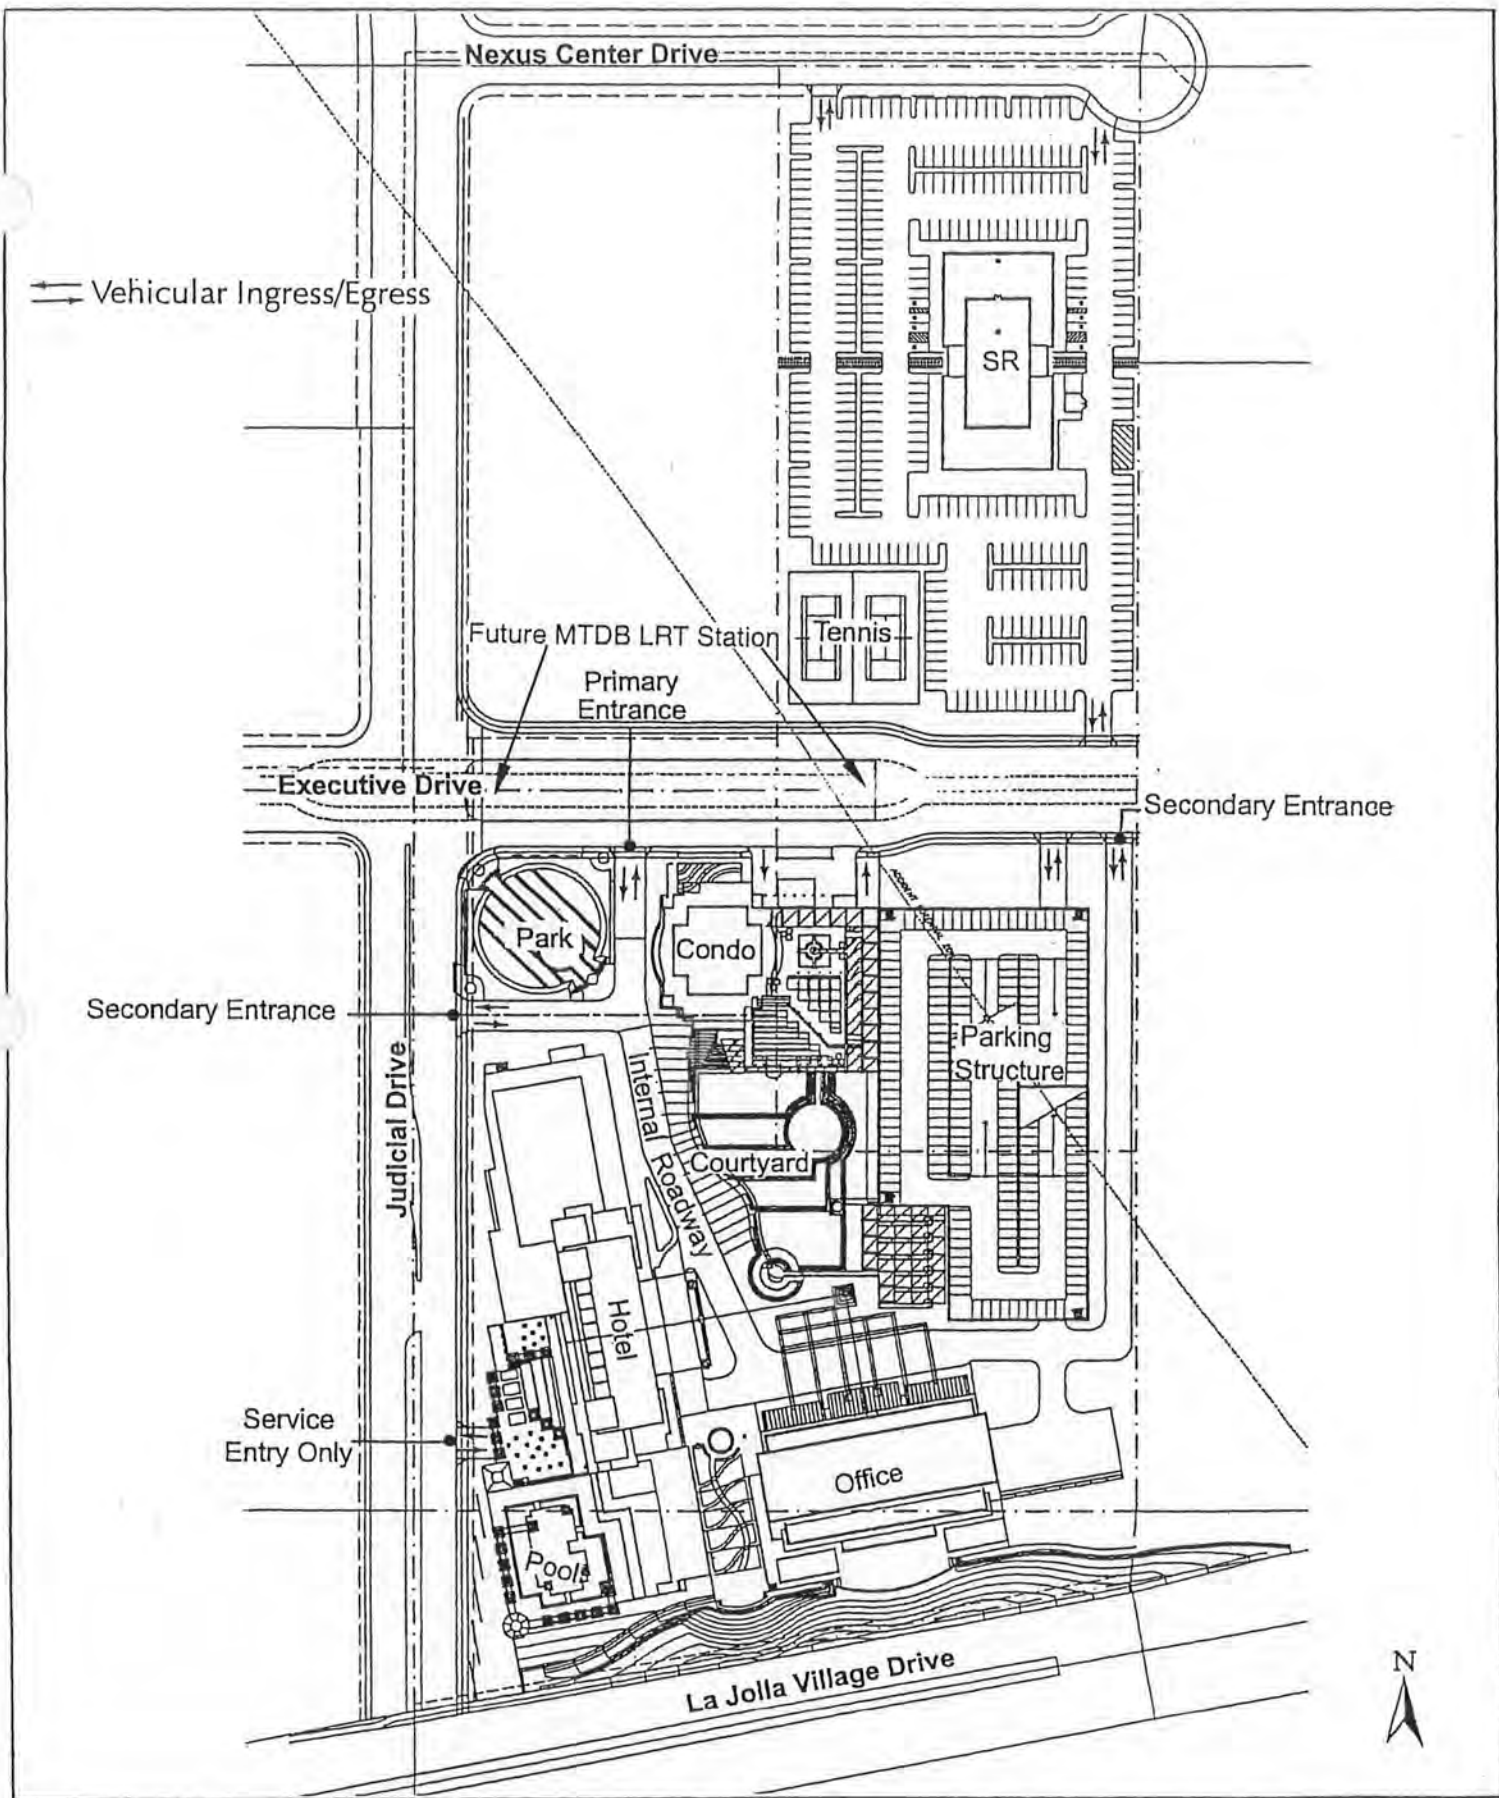 Nexus Center Drive
Vehicular Ingress/Egress
SR
Future MTDB LRT Station
Tennis
Primary
Entrance
Executive Drive
Secondary Entrance
Park
Condo
Secondary Entrance
Parking
Structure
Internal Roadway
Judicial Drive
Courtyard
Hotel
Service
Entry Only
Office
Pools
La Jolla Village Drive
N